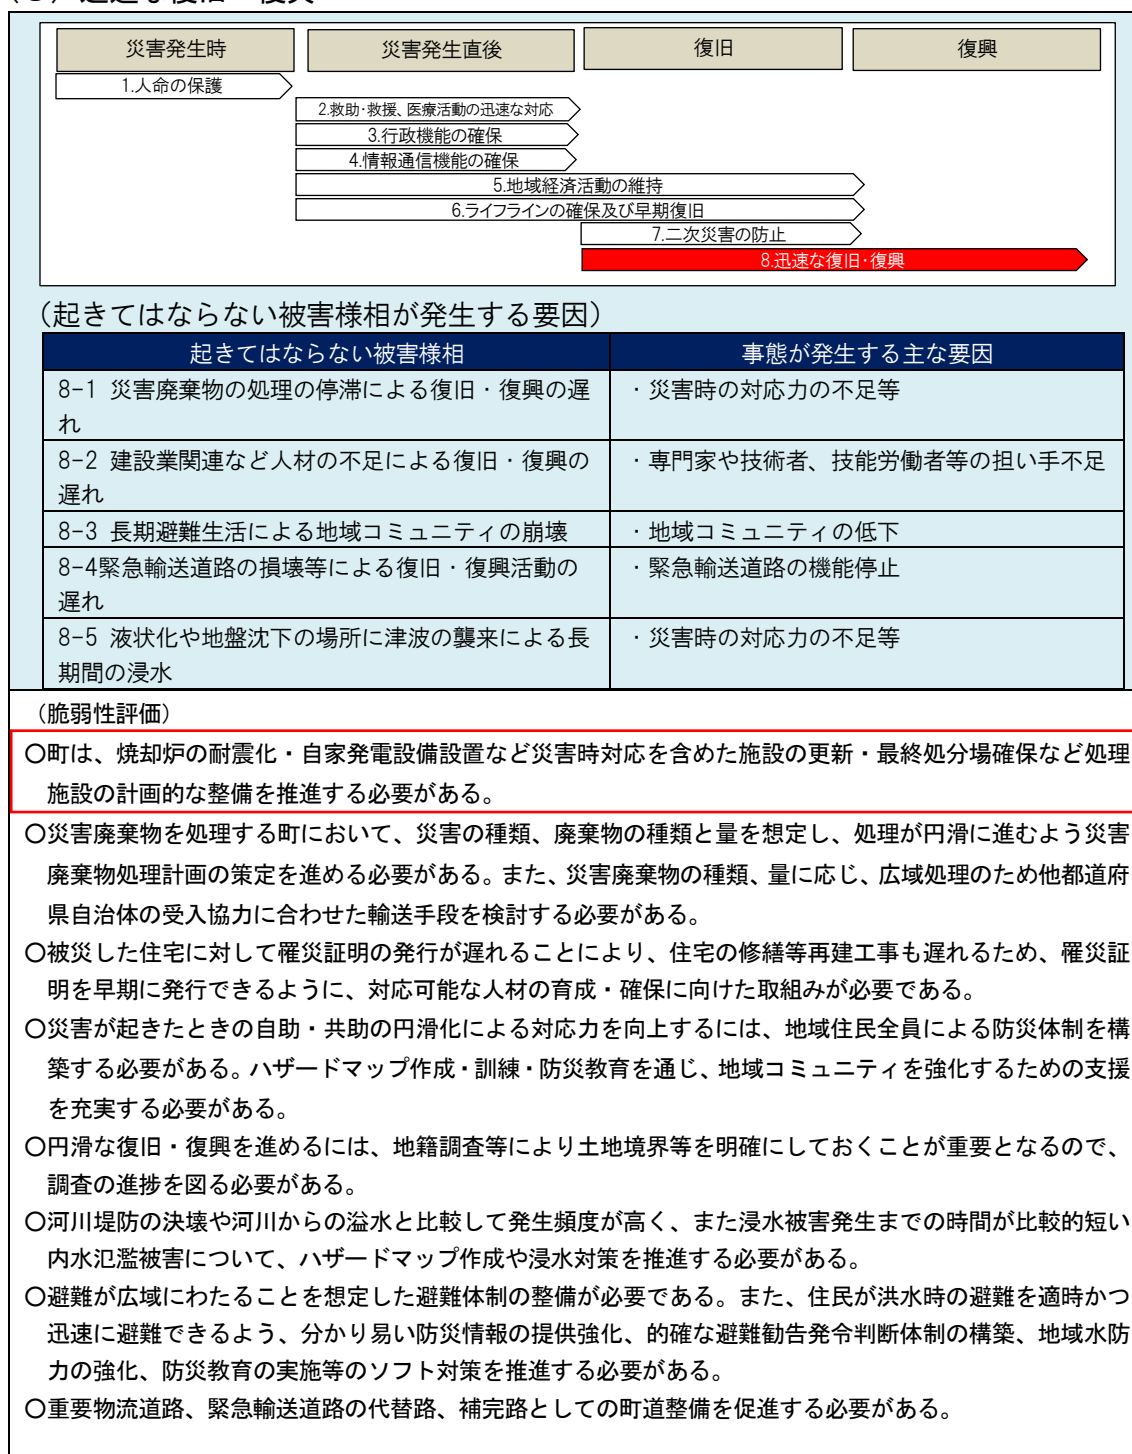 災害発生時
災害発生直後
復旧
復興
1.人命の保護
2.救助･救援、医療活動の迅速な対応
3.行政機能の確保
4.情報通信機能の確保
5.地域経済活動の維持
6.ライフラインの確保及び早期復旧
7.二次災害の防止
8.迅速な復旧･復興
（起きてはならない被害様相が発生する要因）
起きてはならない被害様相
事態が発生する主な要因
8-1 災害廃棄物の処理の停滞による復旧・復興の遅
れ
・災害時の対応力の不足等
8-2 建設業関連など人材の不足による復旧・復興の
遅れ
・専門家や技術者、技能労働者等の担い手不足
8-3 長期避難生活による地域コミュニティの崩壊
・地域コミュニティの低下
8-4緊急輸送道路の損壊等による復旧・復興活動の
遅れ
・緊急輸送道路の機能停止
8-5 液状化や地盤沈下の場所に津波の襲来による長
期間の浸水
・災害時の対応力の不足等
（脆弱性評価）
〇町は、焼却炉の耐震化・自家発電設備設置など災害時対応を含めた施設の更新・最終処分場確保など処理
施設の計画的な整備を推進する必要がある。
〇災害廃棄物を処理する町において、災害の種類、廃棄物の種類と量を想定し、処理が円滑に進むよう災害
廃棄物処理計画の策定を進める必要がある。また、災害廃棄物の種類、量に応じ、広域処理のため他都道府
県自治体の受入協力に合わせた輸送手段を検討する必要がある。
〇被災した住宅に対して罹災証明の発行が遅れることにより、住宅の修繕等再建工事も遅れるため、罹災証
明を早期に発行できるように、対応可能な人材の育成・確保に向けた取組みが必要である。
〇災害が起きたときの自助・共助の円滑化による対応力を向上するには、地域住民全員による防災体制を構
築する必要がある。ハザードマップ作成・訓練・防災教育を通じ、地域コミュニティを強化するための支援
を充実する必要がある。
〇円滑な復旧・復興を進めるには、地籍調査等により土地境界等を明確にしておくことが重要となるので、
調査の進捗を図る必要がある。
〇河川堤防の決壊や河川からの溢水と比較して発生頻度が高く、また浸水被害発生までの時間が比較的短い
内水氾濫被害について、ハザードマップ作成や浸水対策を推進する必要がある。
〇避難が広域にわたることを想定した避難体制の整備が必要である。また、住民が洪水時の避難を適時かつ
迅速に避難できるよう、分かり易い防災情報の提供強化、的確な避難勧告発令判断体制の構築、地域水防
力の強化、防災教育の実施等のソフト対策を推進する必要がある。
〇重要物流道路、緊急輸送道路の代替路、補完路としての町道整備を促進する必要がある。